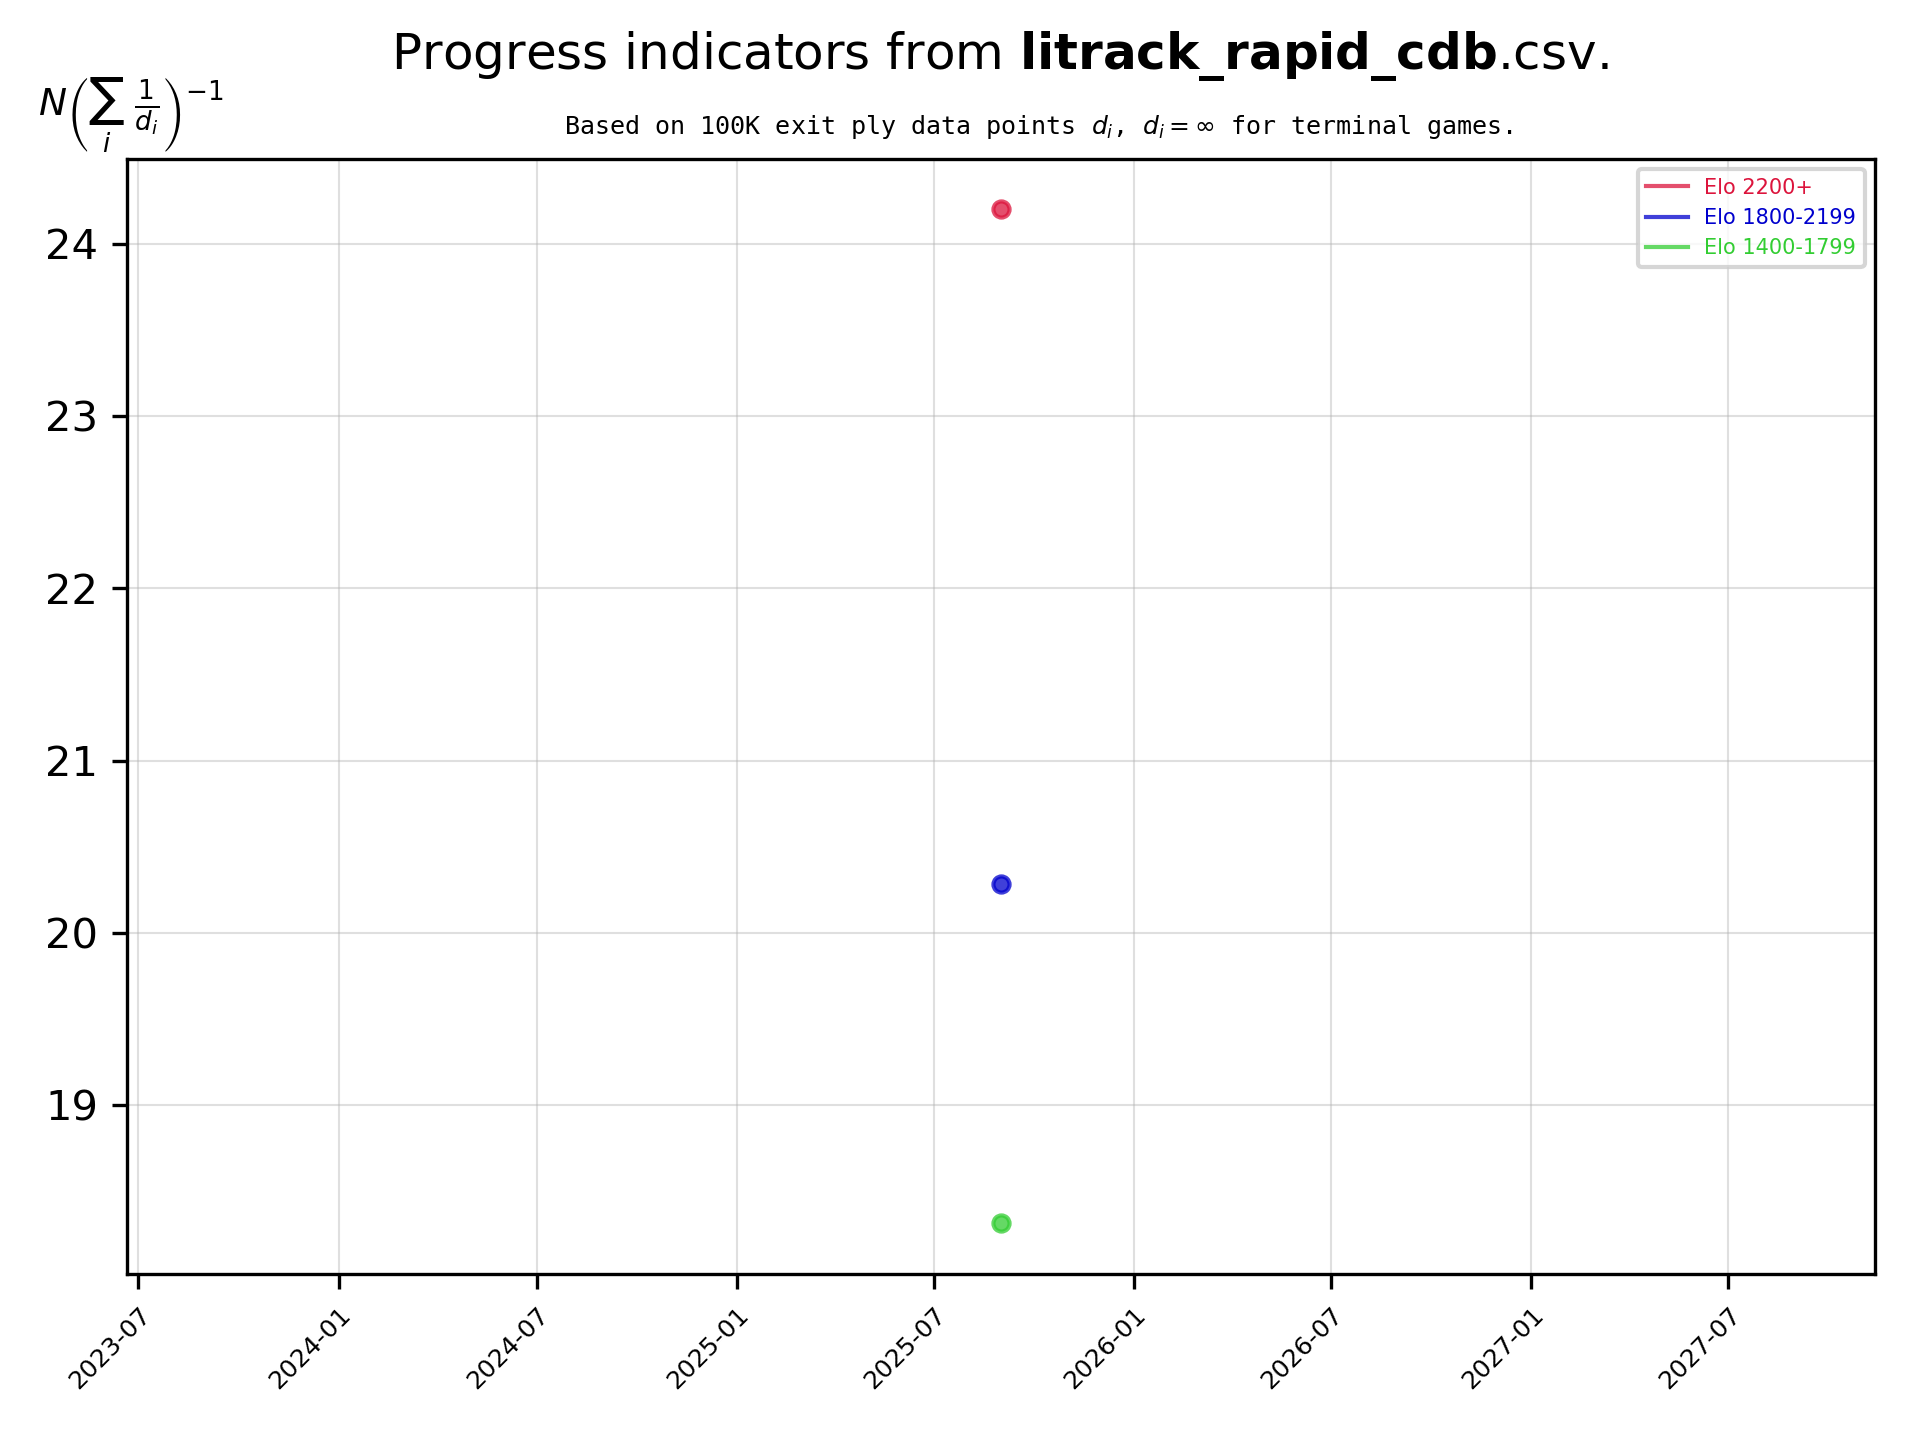 Progress indicators from litrack_rapid_cdb.csv.
N(∑_i 1/d_i)^−1
Based on 100K exit ply data points d_i, d_i = ∞ for terminal games.
Elo 2200+
Elo 1800-2199
Elo 1400-1799
24
23
22
21
20
19
2023-07
2024-01
2024-07
2025-01
2025-07
2026-01
2026-07
2027-01
2027-07